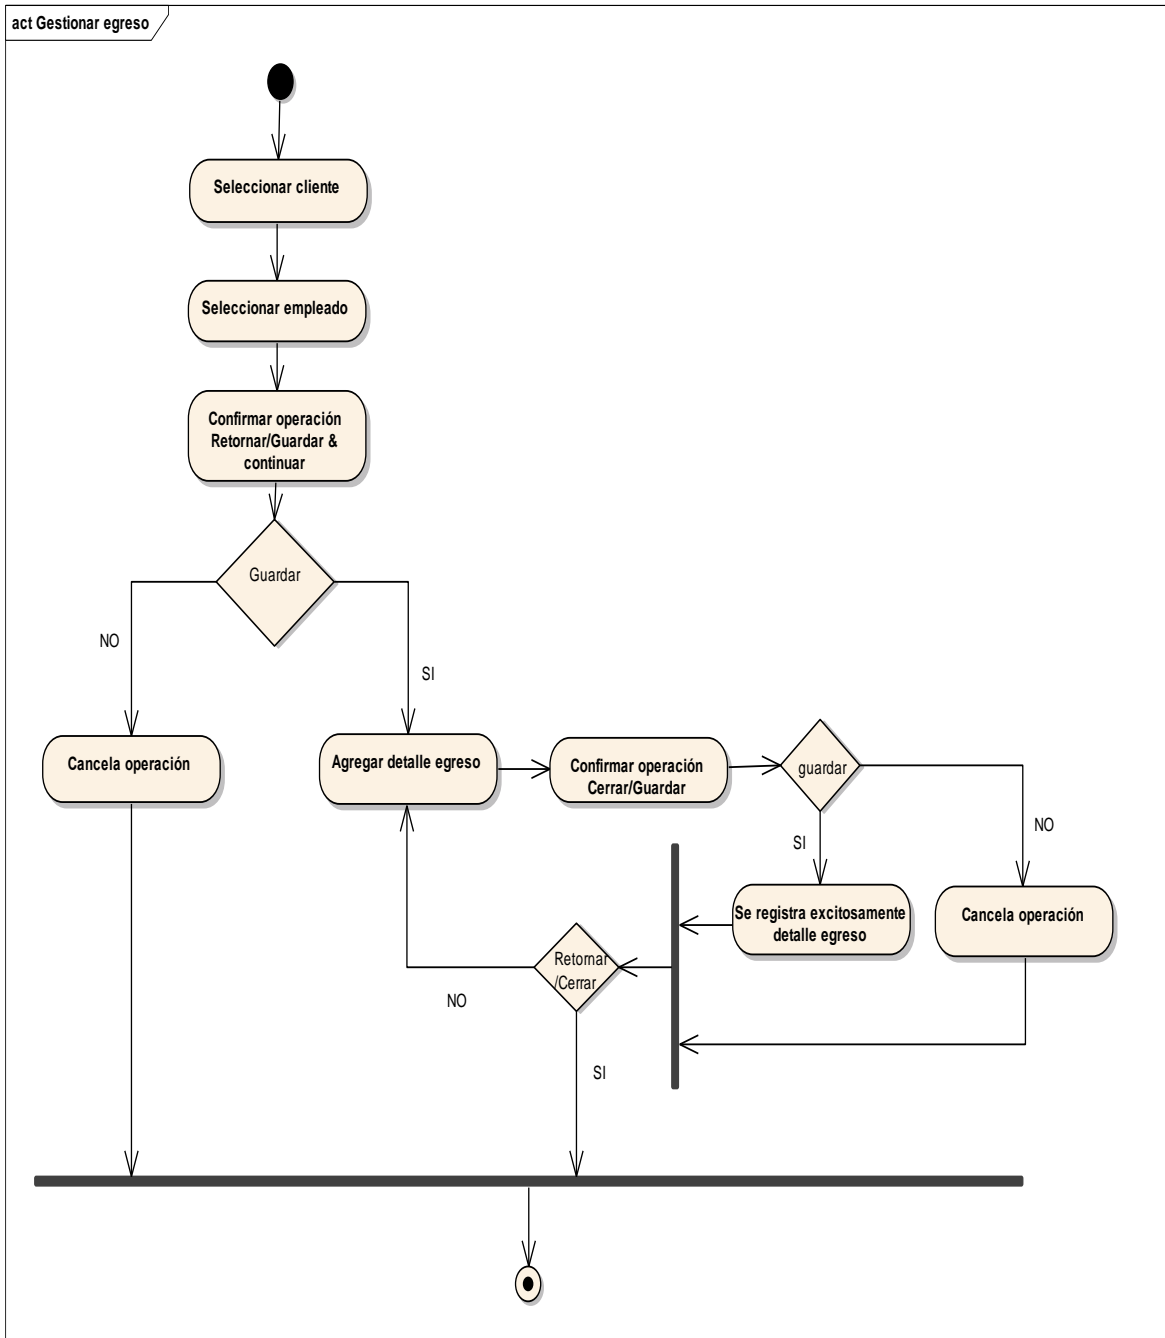 act Gestionar egreso
Seleccionar cliente
Seleccionar empleado
Confirmar operación
Retornar/Guardar &
continuar
Guardar
NO
SI
Cancela operación
Agregar detalle egreso
Confirmar operación
Cerrar/Guardar
guardar
SI
NO
Se registra excitosamente
detalle egreso
Cancela operación
Retornar
/Cerrar
NO
SI